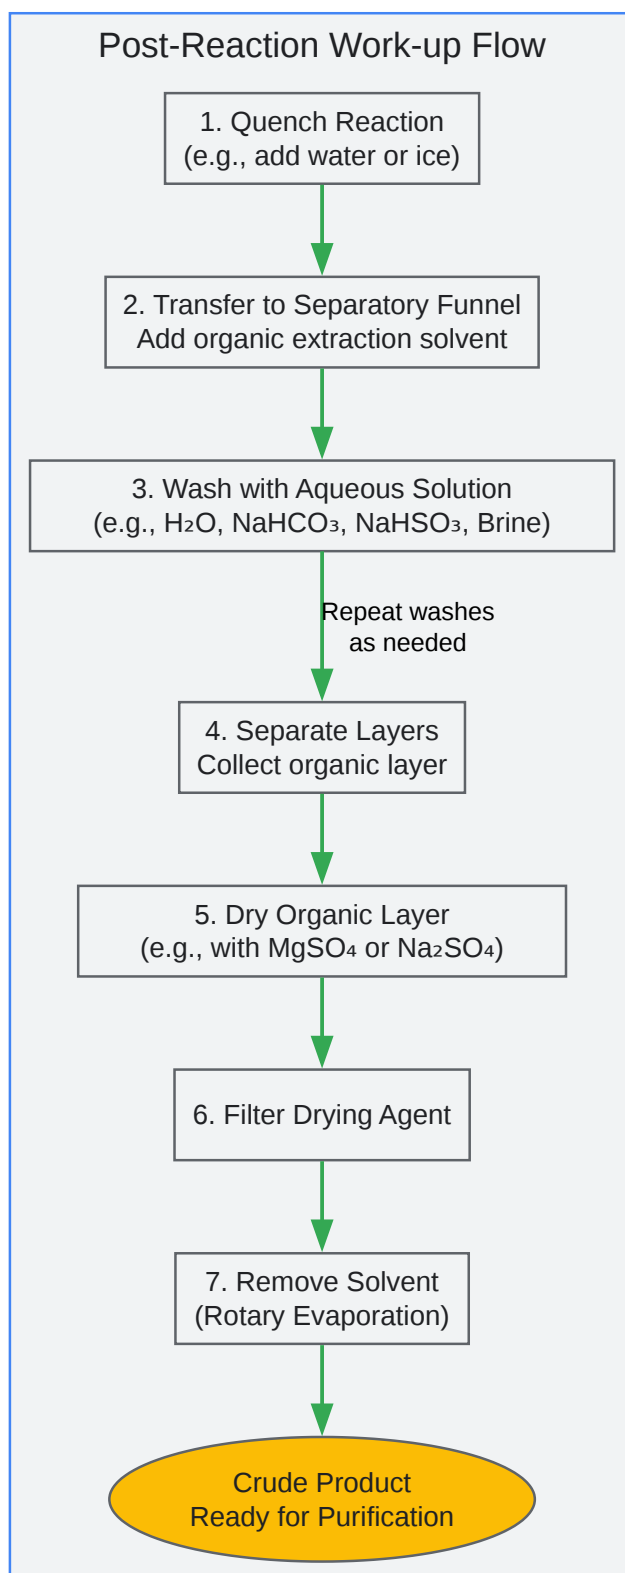 Post-Reaction Work-up Flow
1. Quench Reaction
(e.g., add water or ice)
2. Transfer to Separatory Funnel
Add organic extraction solvent
3. Wash with Aqueous Solution
(e.g., H₂O, NaHCO₃, NaHSO₃, Brine)
Repeat washes
as needed
4. Separate Layers
Collect organic layer
5. Dry Organic Layer
(e.g., with MgSO₄ or Na₂SO₄)
6. Filter Drying Agent
7. Remove Solvent
(Rotary Evaporation)
Crude Product
Ready for Purification